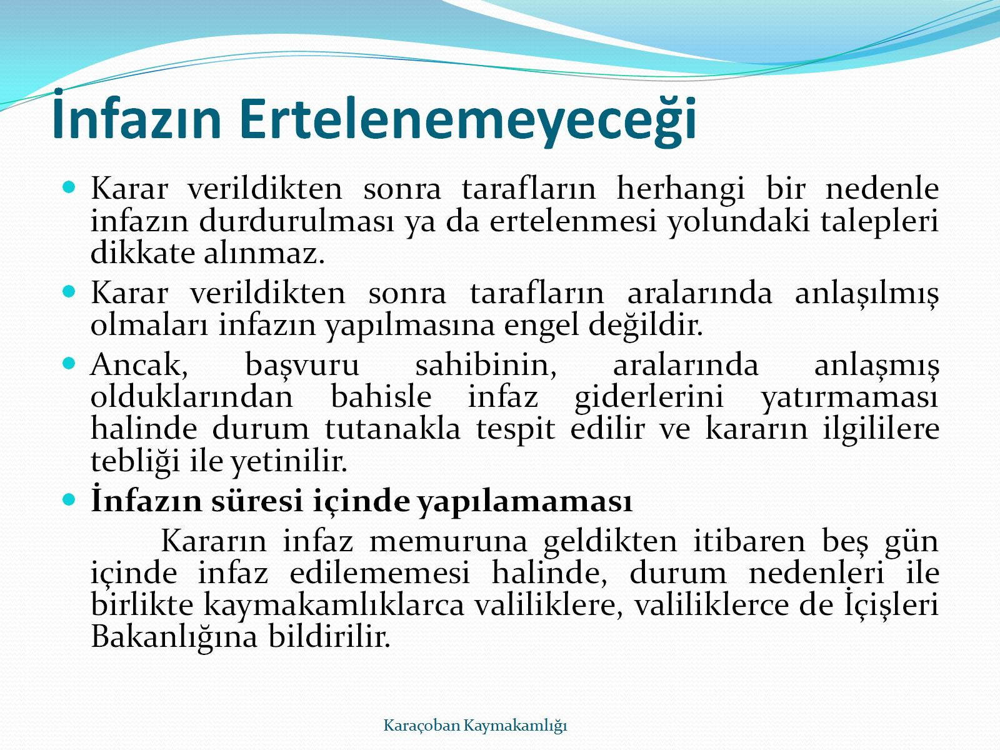 İnfazın Ertelenemeyeceği
Karar verildikten sonra tarafların herhangi bir nedenle
infazın durdurulması ya da ertelenmesi yolundaki talepleri
dikkate alınmaz.
Karar verildikten sonra tarafların aralarında anlaşılmış
olmaları infazın yapılmasına engel değildir.
Ancak, başvuru sahibinin, aralarında anlaşmış
olduklarından bahisle infaz giderlerini yatırmaması
halinde durum tutanakla tespit edilir ve kararın ilgililere
tebliği ile yetinilir.
İnfazın süresi içinde yapılamaması
Kararın infaz memuruna geldikten itibaren beş gün
içinde infaz edilememesi halinde, durum nedenleri ile
birlikte kaymakamlıklarca valiliklere, valiliklerce de İçişleri
Bakanlığına bildirilir.
Karaçoban Kaymakamlığı